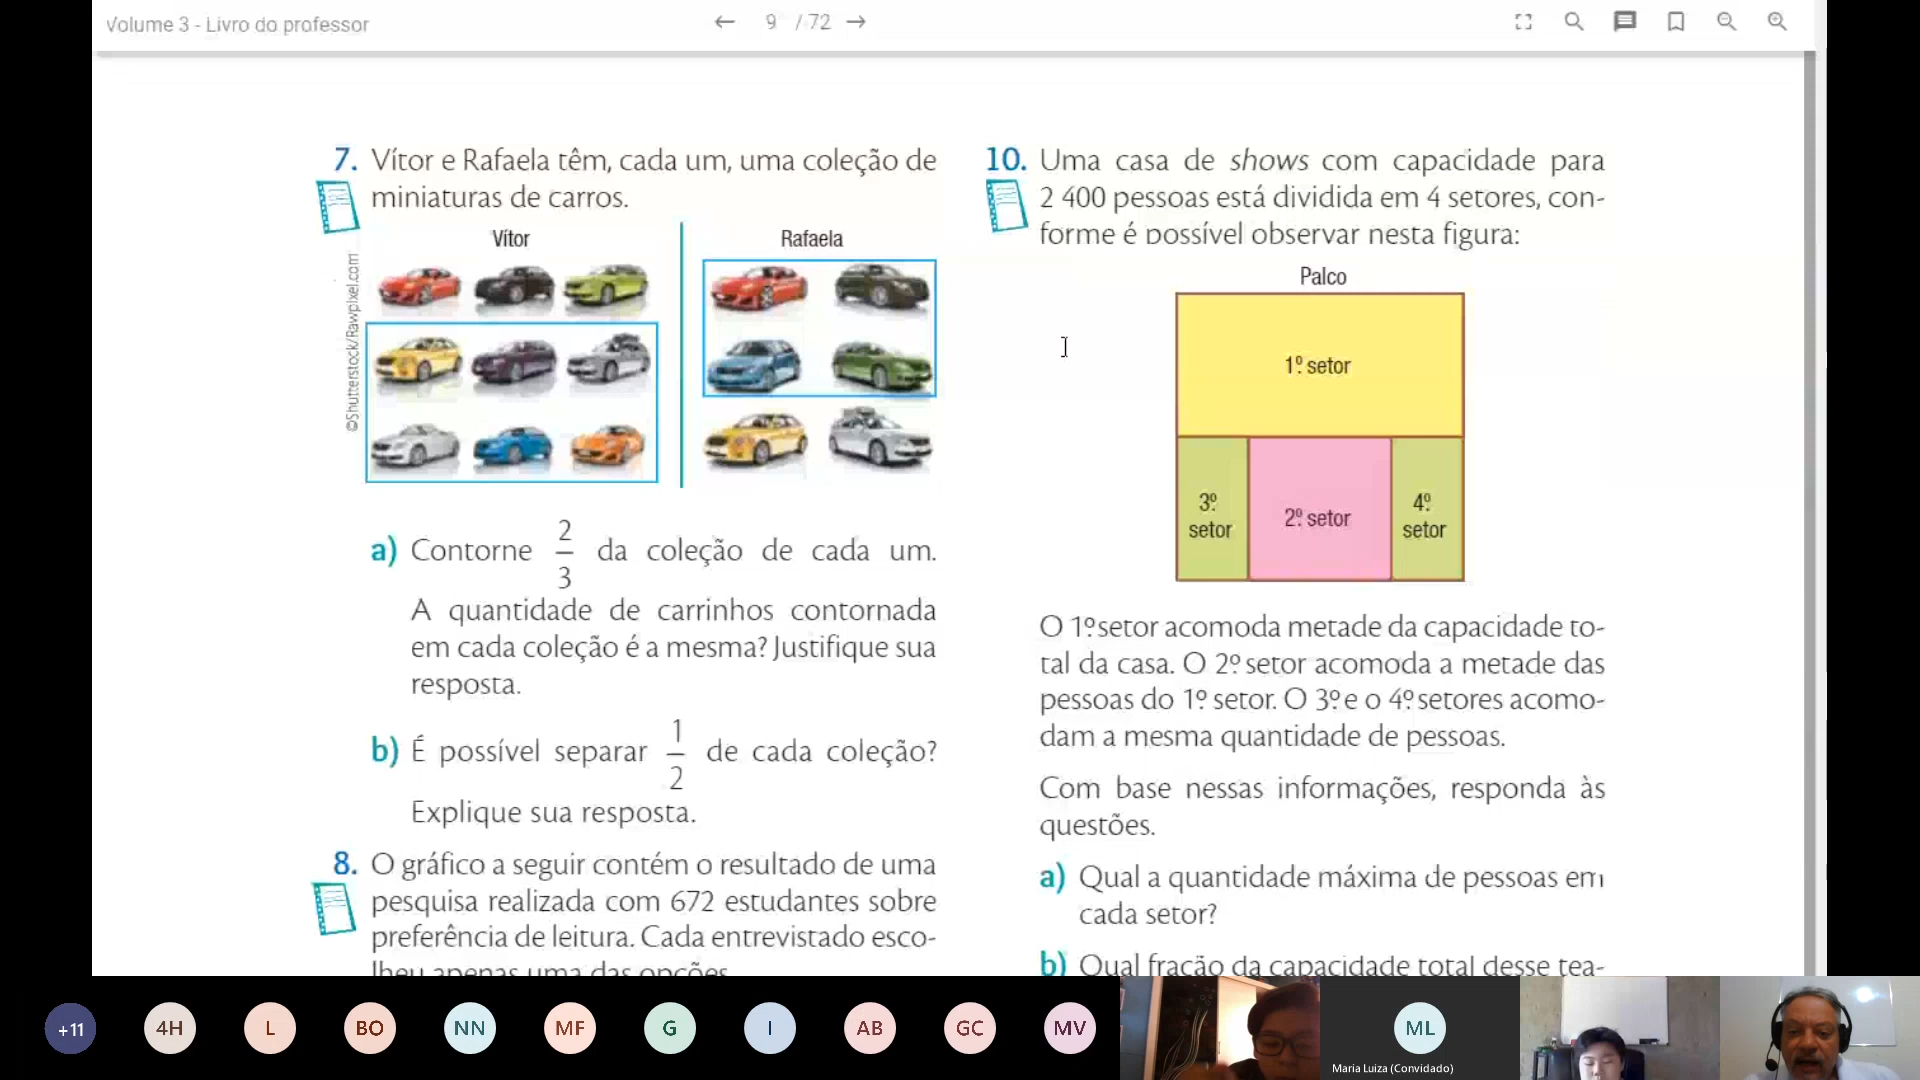 Volume 3 - Livro do professor
9 / 72
7. Vítor e Rafaela têm, cada um, uma coleção de
miniaturas de carros.
Vítor
Rafaela
©Shutterstock/Rawpixel.com
a) Contorne 2/3 da coleção de cada um.
A quantidade de carrinhos contornada
em cada coleção é a mesma? Justifique sua
resposta.
b) É possível separar 1/2 de cada coleção?
Explique sua resposta.
8. O gráfico a seguir contém o resultado de uma
pesquisa realizada com 672 estudantes sobre
preferência de leitura. Cada entrevistado esco-
lheu apenas uma das opções.
10. Uma casa de shows com capacidade para
2 400 pessoas está dividida em 4 setores, con-
forme é possível observar nesta figura:
Palco
1º. setor
3º.
setor
2º. setor
4º.
setor
O 1º. setor acomoda metade da capacidade to-
tal da casa. O 2º. setor acomoda a metade das
pessoas do 1º. setor. O 3º. e o 4º. setores acomo-
dam a mesma quantidade de pessoas.
Com base nessas informações, responda às
questões.
a) Qual a quantidade máxima de pessoas em
cada setor?
b) Qual fração da capacidade total desse tea-
+11
4H
L
BO
NN
MF
G
I
AB
GC
MV
ML
Maria Luiza (Convidado)